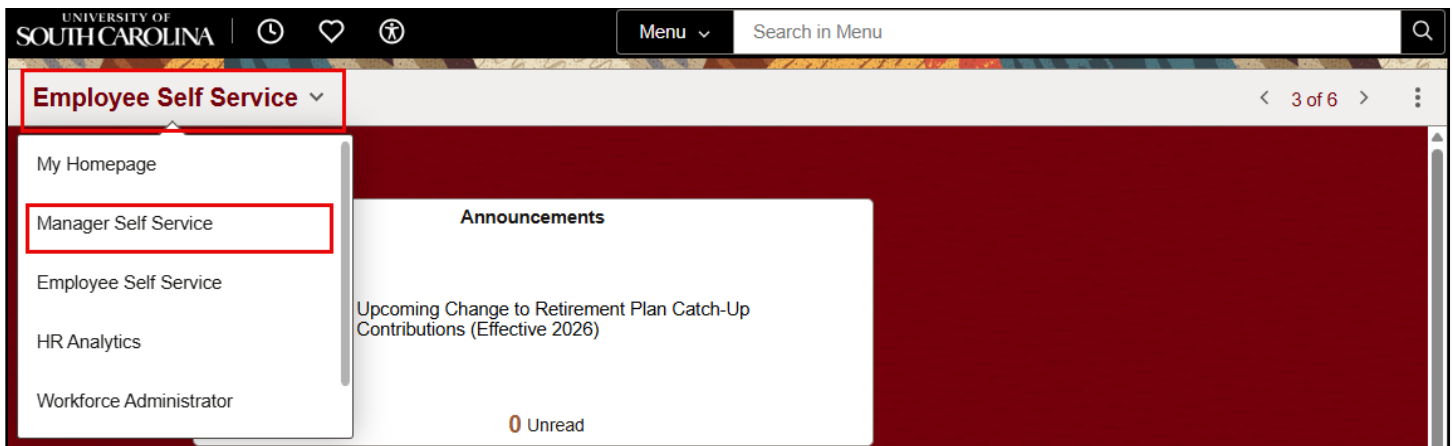 UNIVERSITY OF
SOUTH CAROLINA
Menu
Search in Menu
Employee Self Service
3 of 6
My Homepage
Manager Self Service
Employee Self Service
HR Analytics
Workforce Administrator
Announcements
Upcoming Change to Retirement Plan Catch-Up
Contributions (Effective 2026)
0 Unread